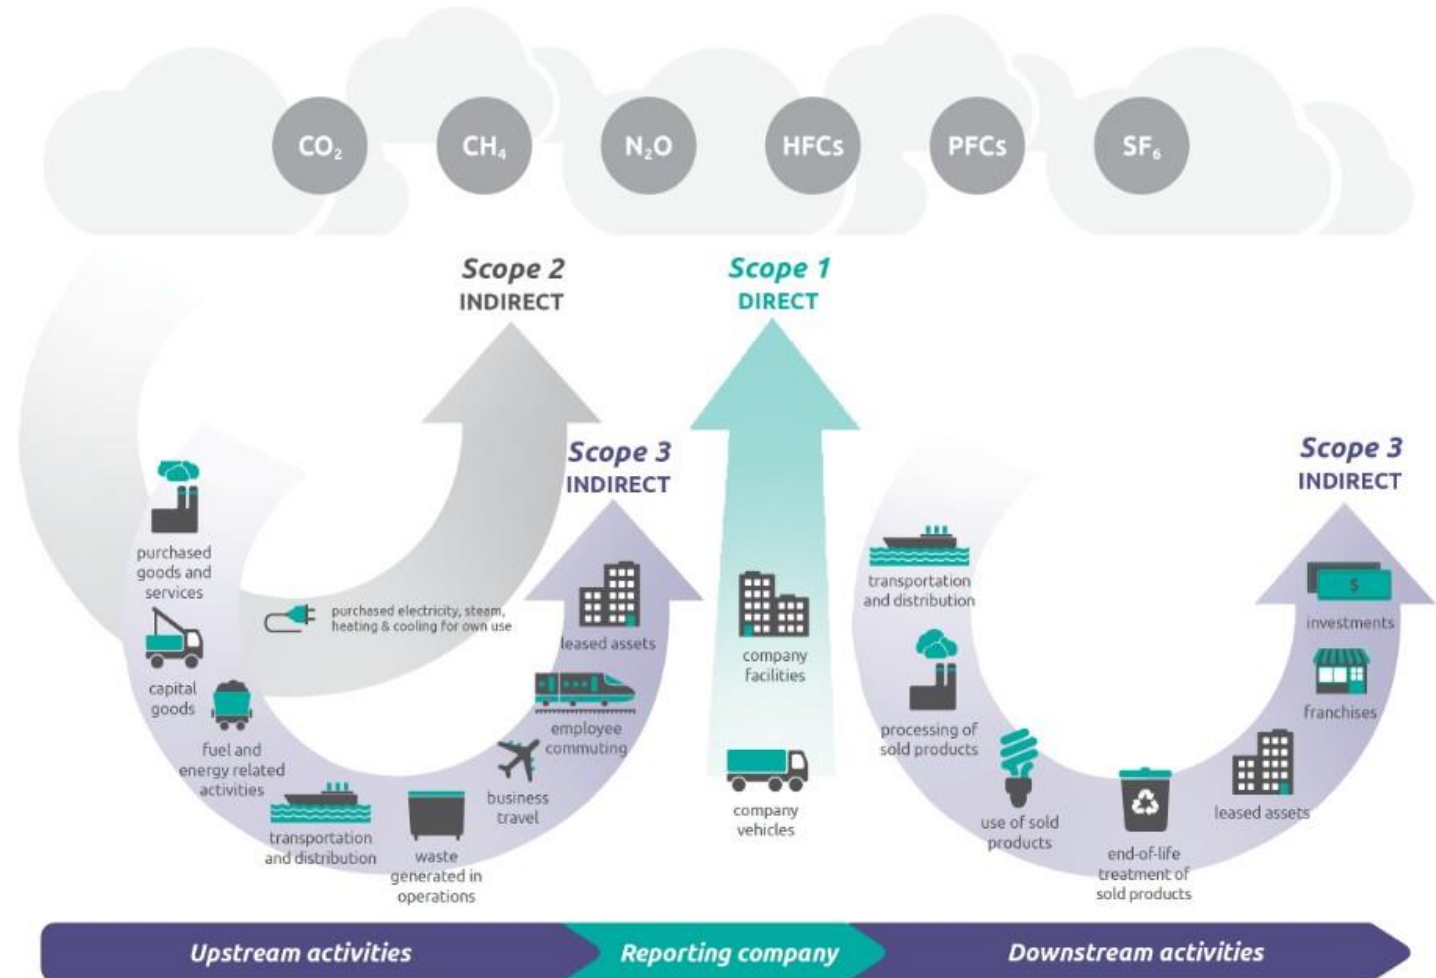 CO₂
CH₄
N₂O
HFCs
PFCs
SF₆
Scope 2
INDIRECT
Scope 1
DIRECT
Scope 3
INDIRECT
Scope 3
INDIRECT
purchased
goods and
services
capital
goods
fuel and
energy related
activities
purchased electricity, steam,
heating & cooling for own use
transportation
and distribution
waste
generated in
operations
business
travel
employee
commuting
leased assets
company
facilities
company
vehicles
transportation
and distribution
processing of
sold products
use of sold
products
end-of-life
treatment of
sold products
leased assets
franchises
$
investments
Upstream activities
Reporting company
Downstream activities